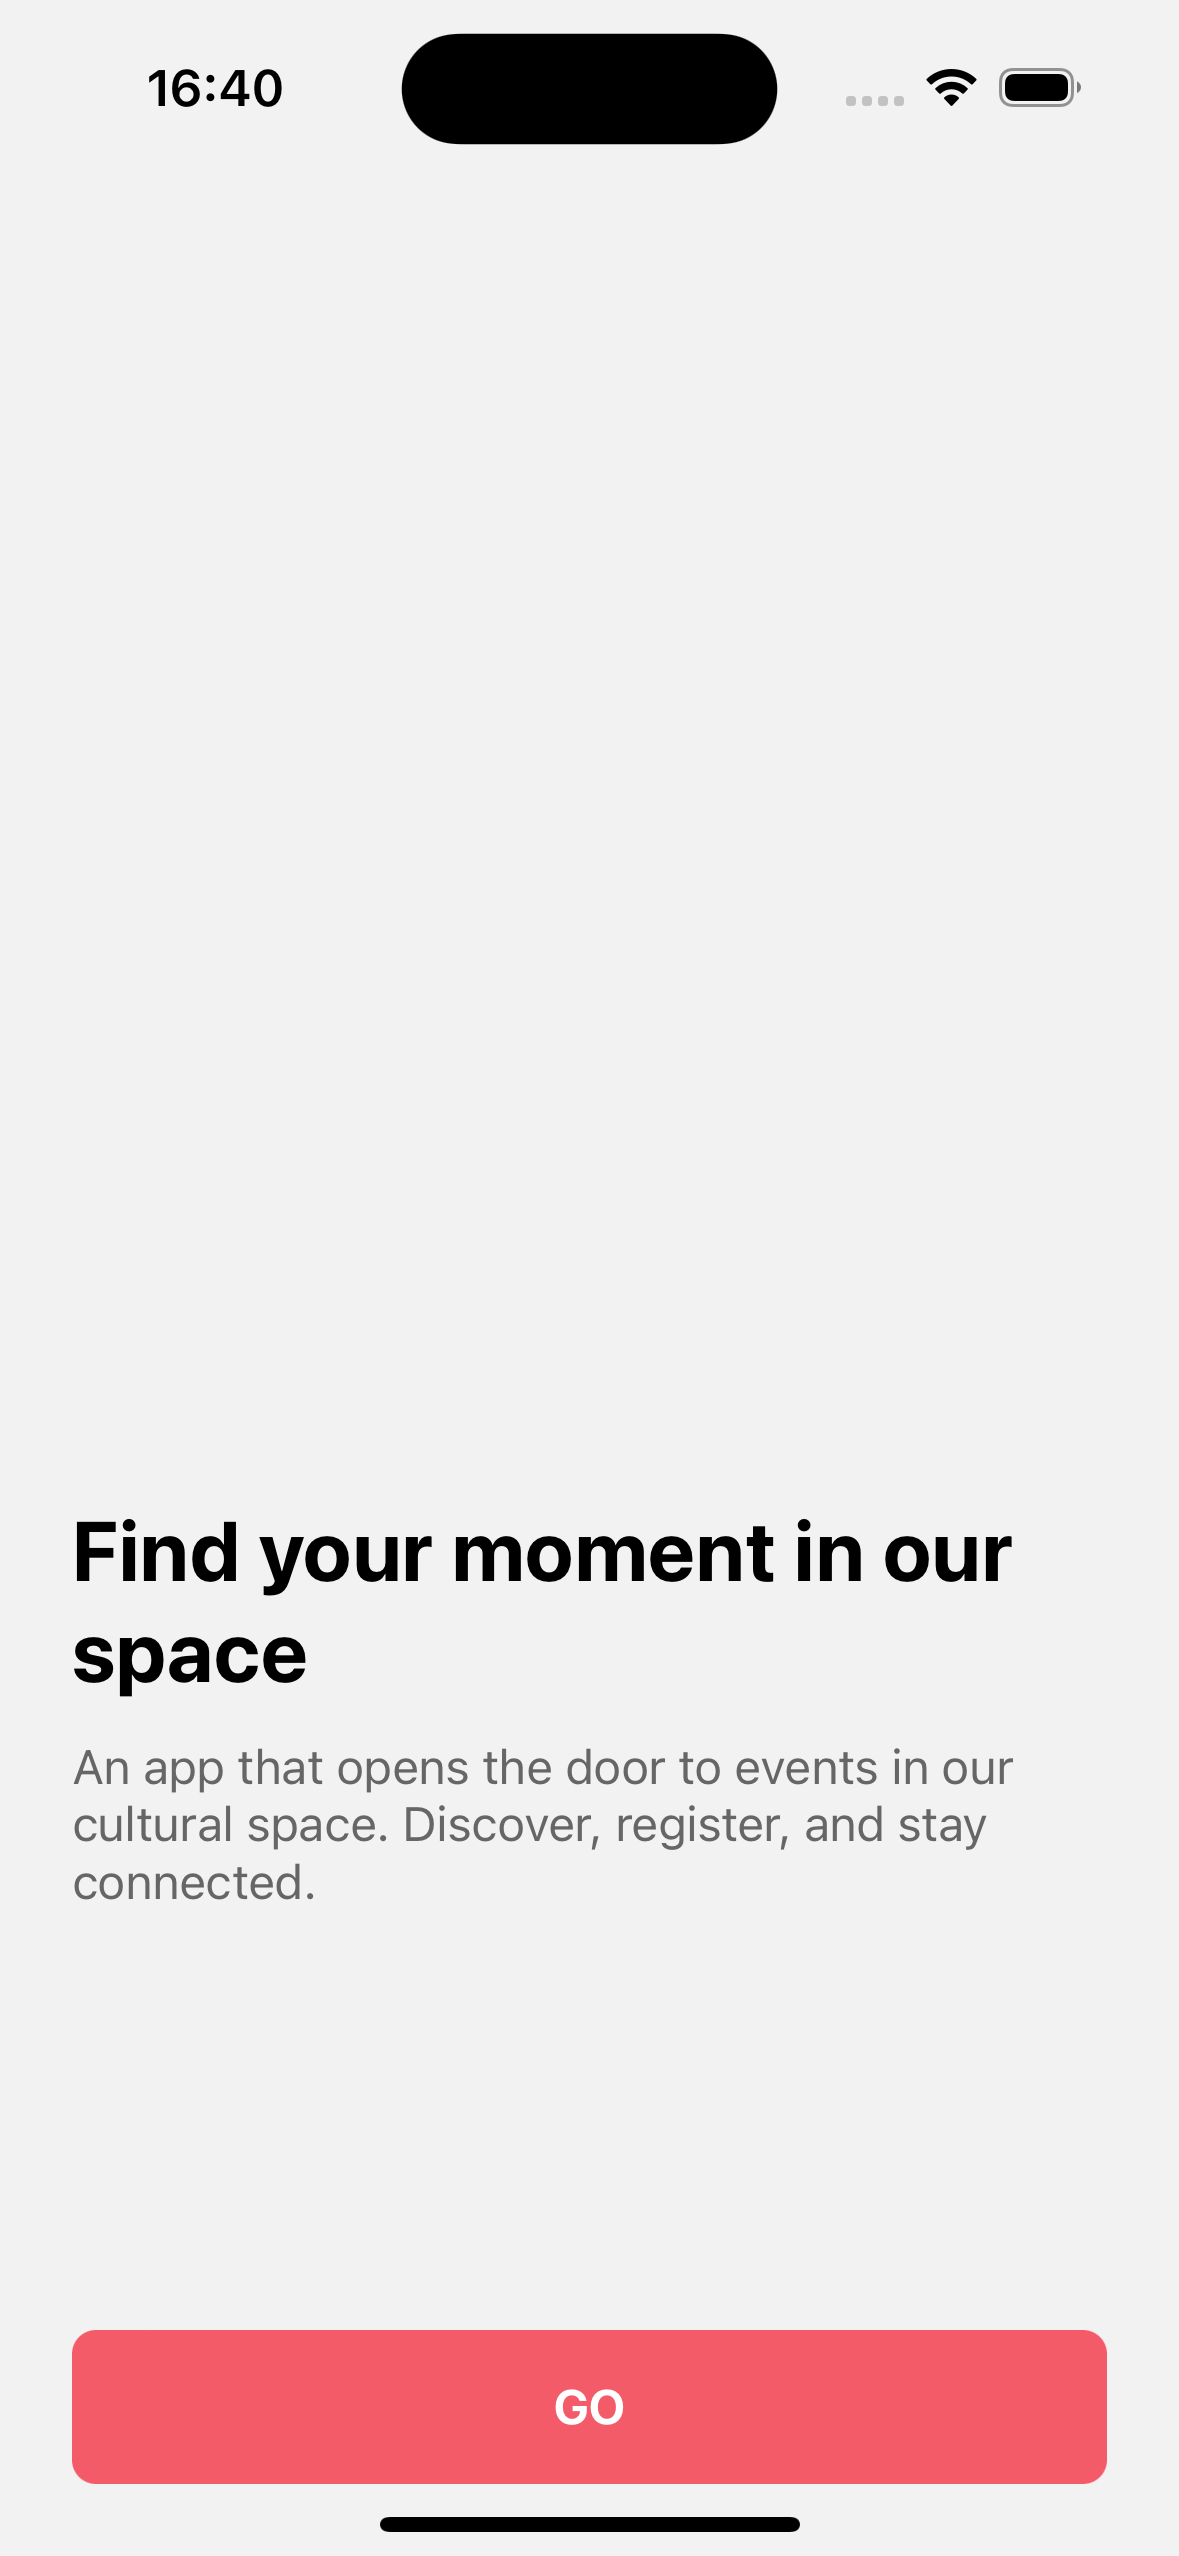 16:40
Find your moment in our
space
An app that opens the door to events in our
cultural space. Discover, register, and stay
connected.
GO